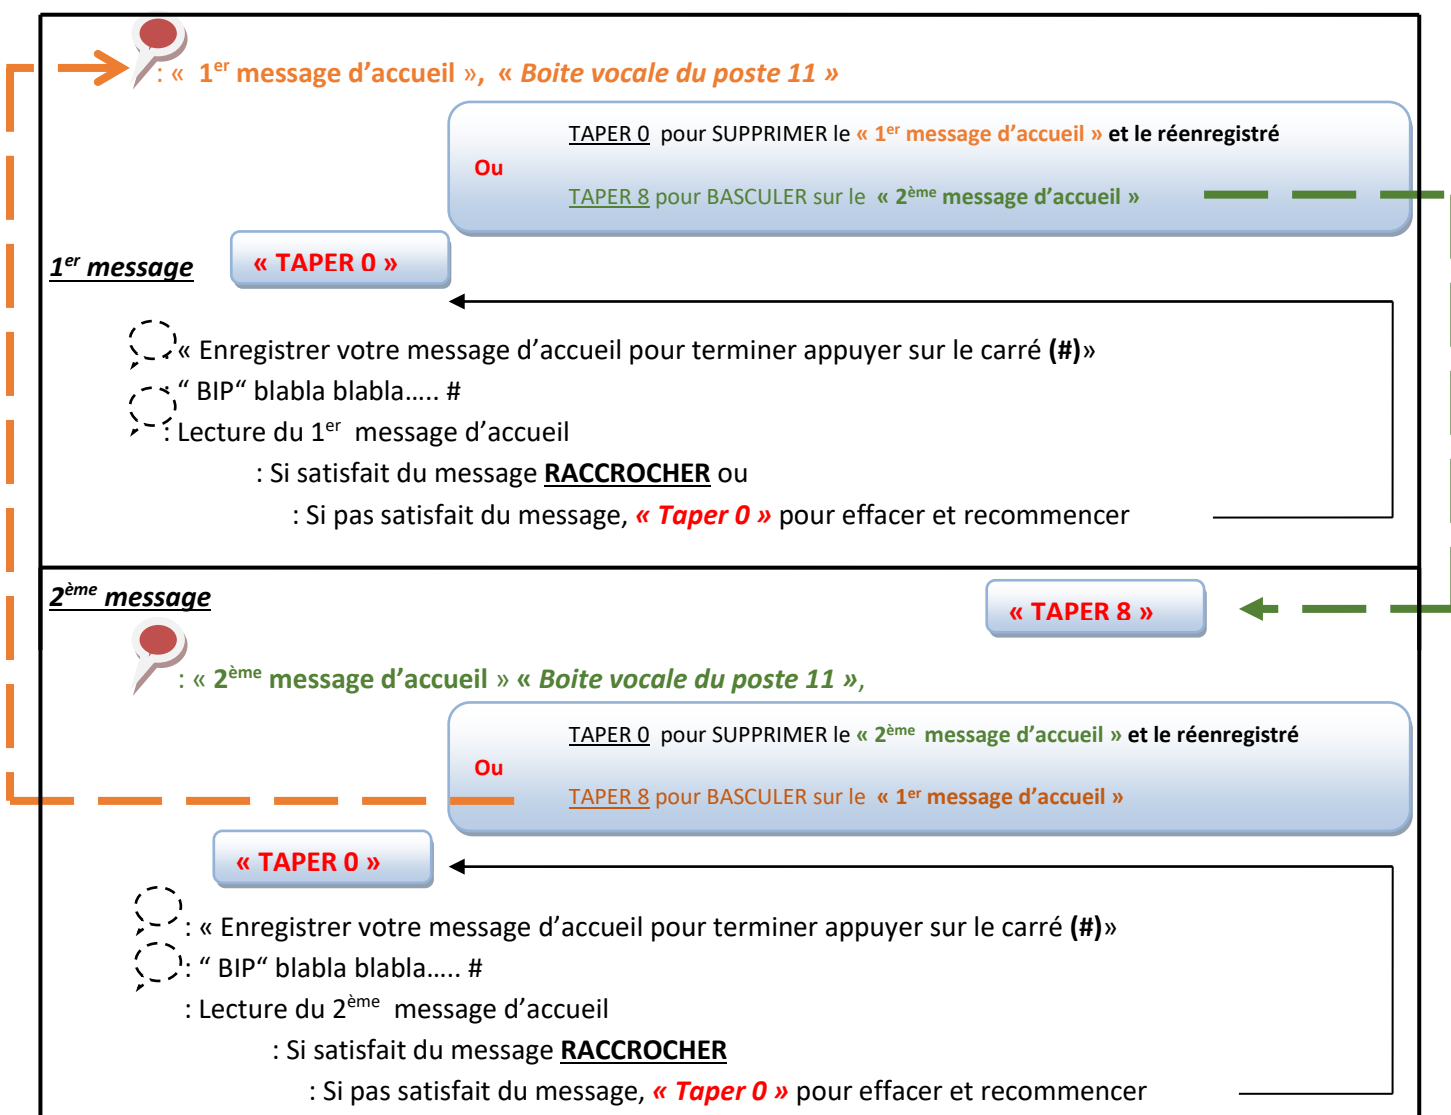 : « 1er message d’accueil », « Boite vocale du poste 11 »
TAPER 0 pour SUPPRIMER le « 1er message d’accueil » et le réenregistré
Ou
TAPER 8 pour BASCULER sur le « 2ème message d’accueil »
1er message
« TAPER 0 »
« Enregistrer votre message d’accueil pour terminer appuyer sur le carré (#)»
: “ BIP“ blabla blabla..... #
: Lecture du 1er message d’accueil
: Si satisfait du message RACCROCHER ou
: Si pas satisfait du message, « Taper 0 » pour effacer et recommencer
2ème message
« TAPER 8 »
: « 2ème message d’accueil » « Boite vocale du poste 11 »,
TAPER 0 pour SUPPRIMER le « 2ème message d’accueil » et le réenregistré
Ou
TAPER 8 pour BASCULER sur le « 1er message d’accueil »
« TAPER 0 »
: « Enregistrer votre message d’accueil pour terminer appuyer sur le carré (#)»
: “ BIP“ blabla blabla..... #
: Lecture du 2ème message d’accueil
: Si satisfait du message RACCROCHER
: Si pas satisfait du message, « Taper 0 » pour effacer et recommencer